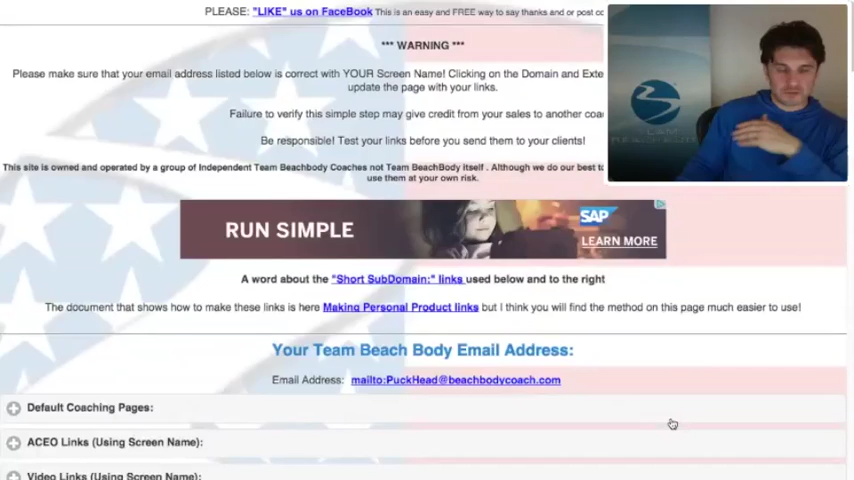 PLEASE: "LIKE" us on FaceBook This is an easy and FREE way to say thanks and or post co
*** WARNING ***
Please make sure that your email address listed below is correct with YOUR Screen Name! Clicking on the Domain and Exte
update the page with your links.
Failure to verify this simple step may give credit from your sales to another coa
Be responsible! Test your links before you send them to your clients!
This site is owned and operated by a group of Independent Team Beachbody Coaches not Team BeachBody itself . Although we do our best to
use them at your own risk.
RUN SIMPLE
SAP
LEARN MORE
A word about the "Short SubDomain:" links used below and to the right
The document that shows how to make these links is here Making Personal Product links but I think you will find the method on this page much easier to use!
Your Team Beach Body Email Address:
Email Address: mailto:PuckHead@beachbodycoach.com
Default Coaching Pages:
ACEO Links (Using Screen Name):
Video Links (Using Screen Name):